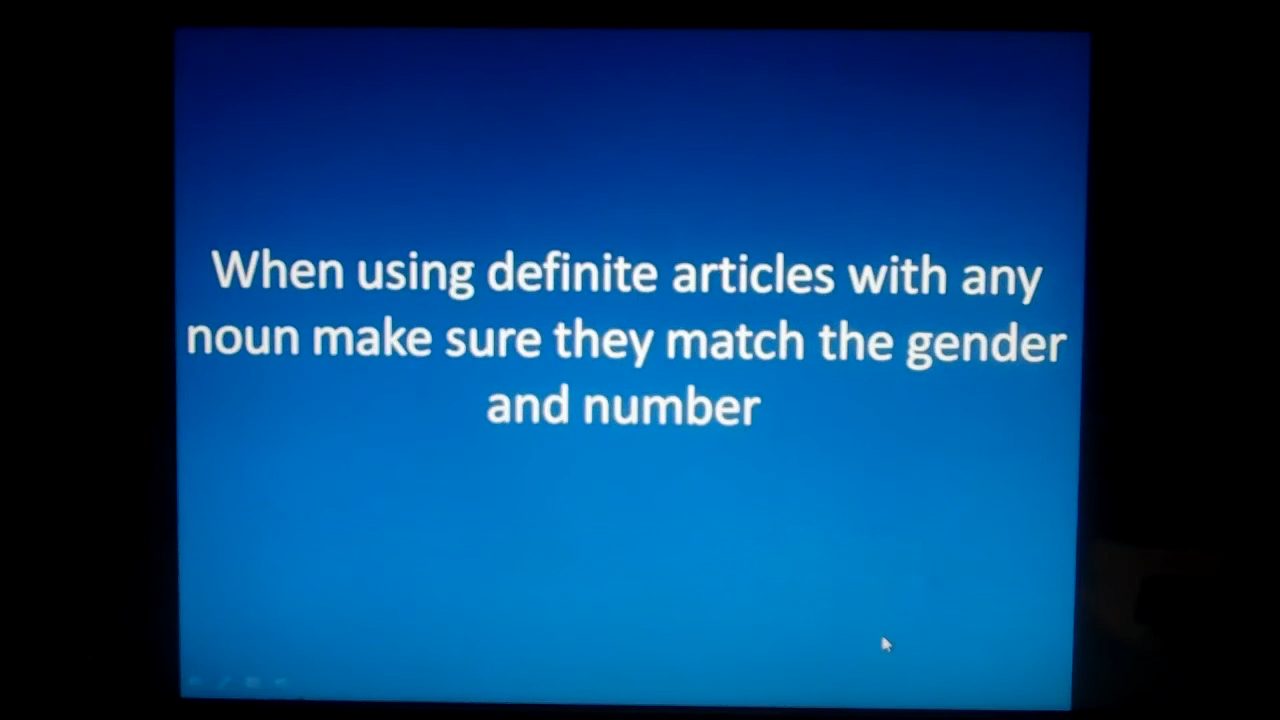 When using definite articles with any
noun make sure they match the gender
and number